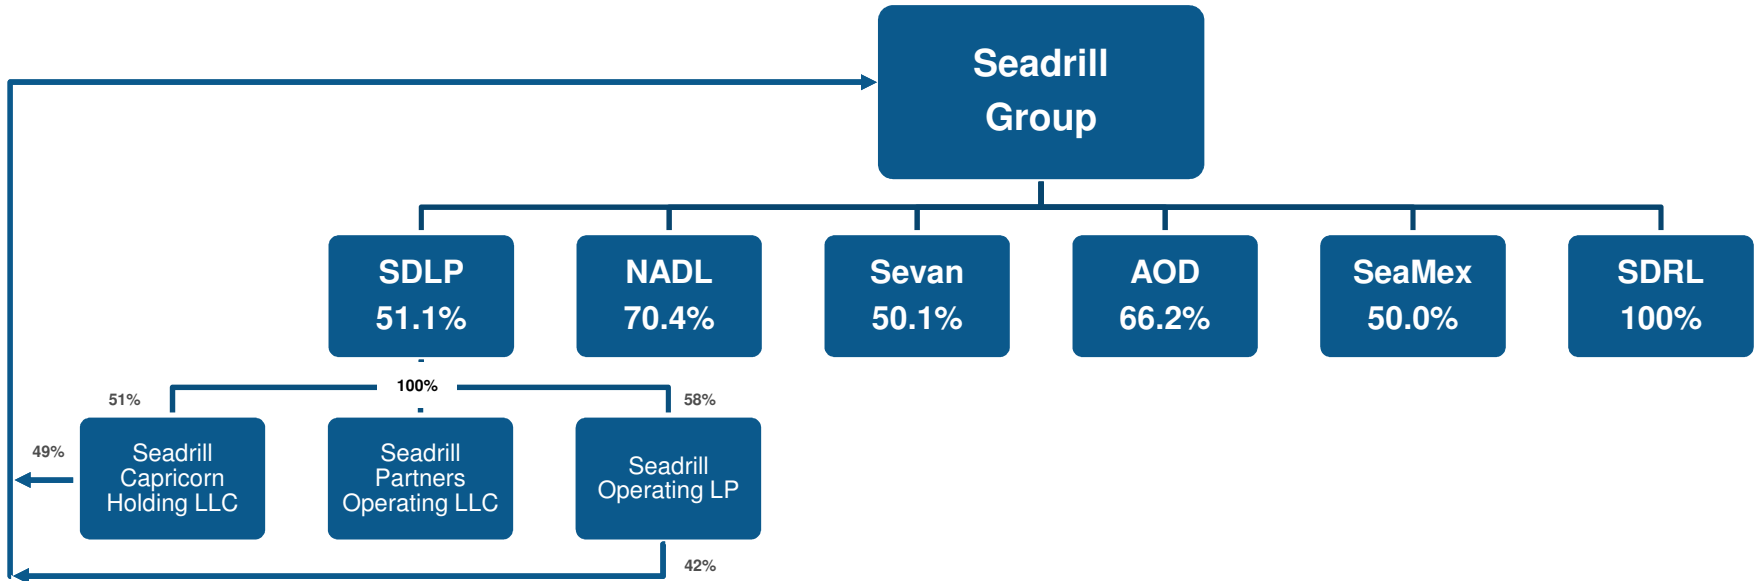 Seadrill
Group
SDLP
51.1%
NADL
70.4%
Sevan
50.1%
AOD
66.2%
SeaMex
50.0%
SDRL
100%
100%
51%
58%
49%
Seadrill
Capricorn
Holding LLC
Seadrill
Partners
Operating LLC
Seadrill
Operating LP
42%